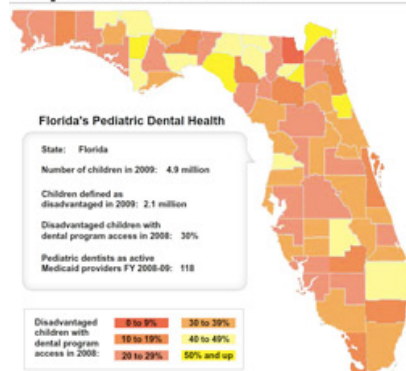 Florida's Pediatric Dental Health
State: Florida
Number of children in 2009: 4.9 million
Children defined as
disadvantaged in 2009: 2.1 million
Disadvantaged children with
dental program access in 2008: 30%
Pediatric dentists as active
Medicaid providers FY 2008-09: 118
Disadvantaged
children with
dental program
access in 2008:
0 to 9%
30 to 39%
10 to 19%
40 to 49%
20 to 29%
50% and up